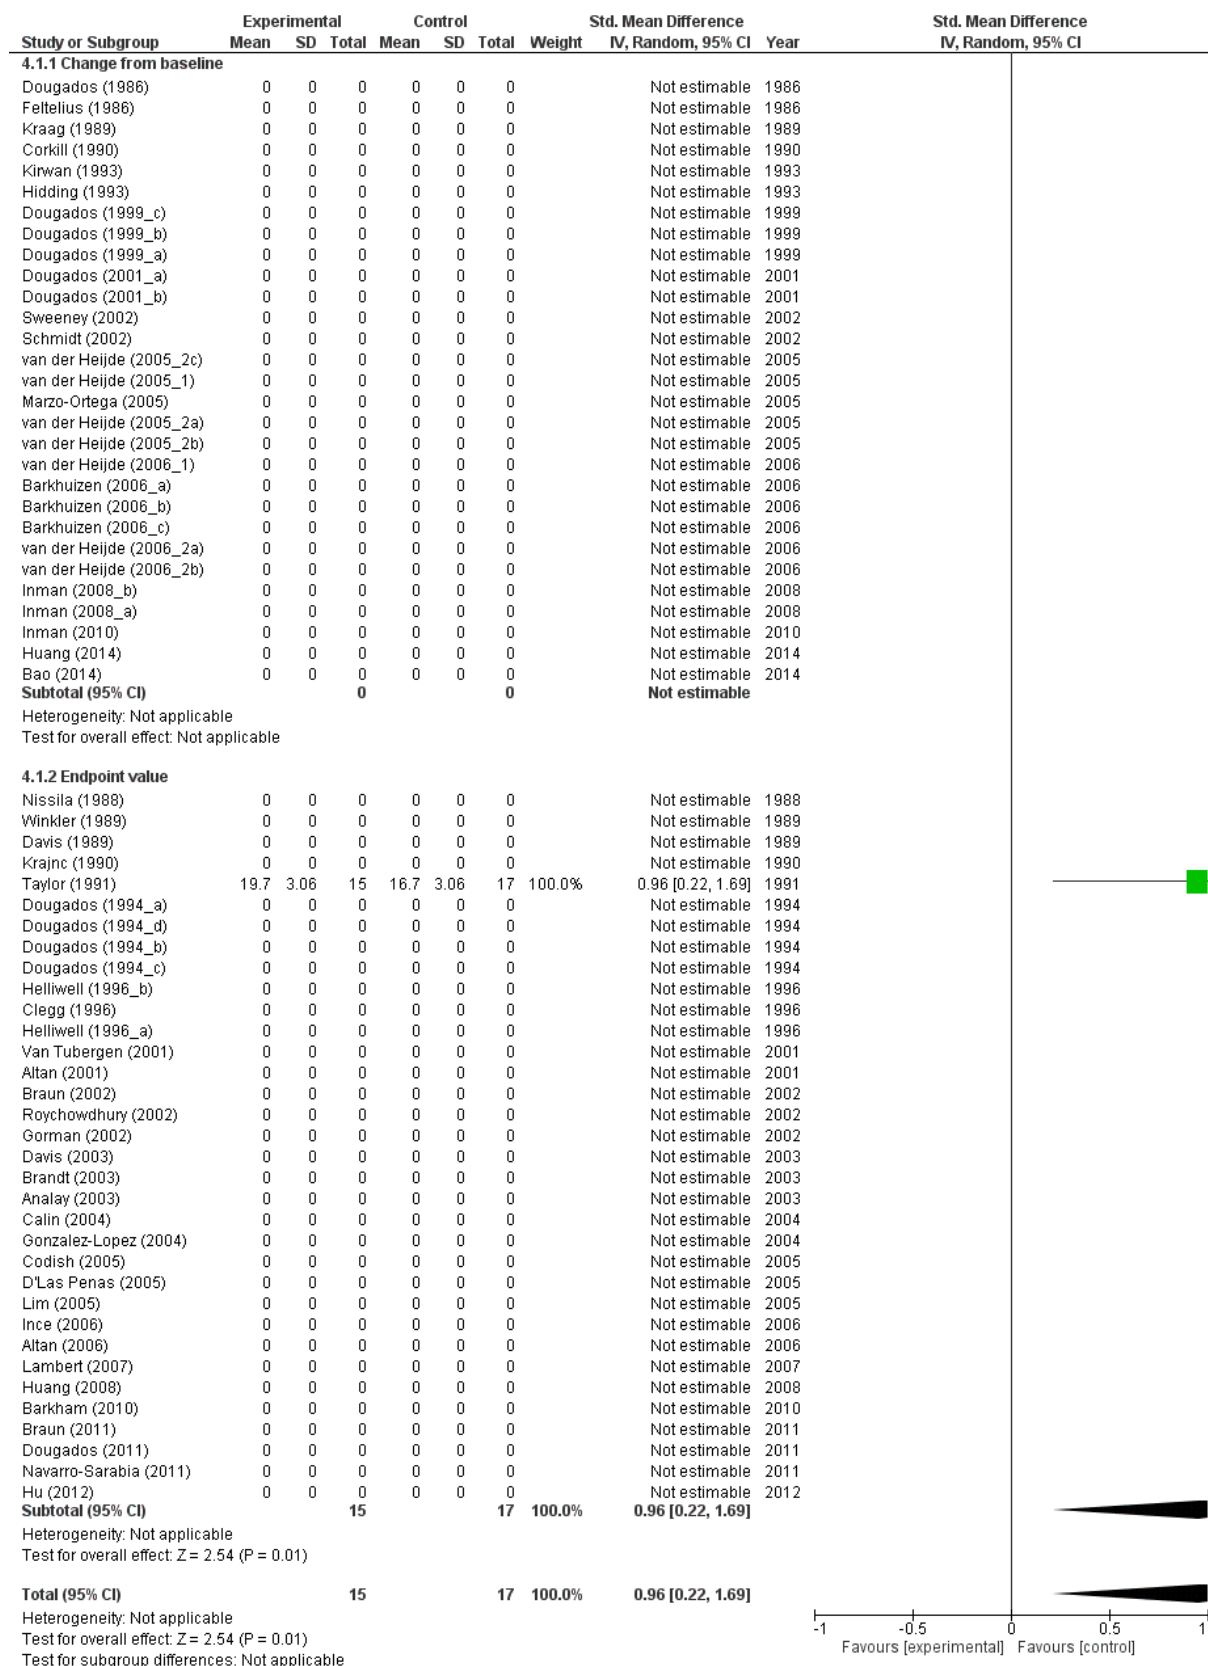 Experimental Control Std. Mean Difference Std. Mean Difference
Study or Subgroup Mean SD Total Mean SD Total Weight IV, Random, 95% CI Year IV, Random, 95% CI
4.1.1 Change from baseline
Dougados (1986) 0 0 0 0 0 0 Not estimable 1986
Feltelius (1986) 0 0 0 0 0 0 Not estimable 1986
Kraag (1989) 0 0 0 0 0 0 Not estimable 1989
Corkill (1990) 0 0 0 0 0 0 Not estimable 1990
Kirwan (1993) 0 0 0 0 0 0 Not estimable 1993
Hidding (1993) 0 0 0 0 0 0 Not estimable 1993
Dougados (1999_c) 0 0 0 0 0 0 Not estimable 1999
Dougados (1999_b) 0 0 0 0 0 0 Not estimable 1999
Dougados (1999_a) 0 0 0 0 0 0 Not estimable 1999
Dougados (2001_a) 0 0 0 0 0 0 Not estimable 2001
Dougados (2001_b) 0 0 0 0 0 0 Not estimable 2001
Sweeney (2002) 0 0 0 0 0 0 Not estimable 2002
Schmidt (2002) 0 0 0 0 0 0 Not estimable 2002
van der Heijde (2005_2c) 0 0 0 0 0 0 Not estimable 2005
van der Heijde (2005_1) 0 0 0 0 0 0 Not estimable 2005
Marzo-Ortega (2005) 0 0 0 0 0 0 Not estimable 2005
van der Heijde (2005_2a) 0 0 0 0 0 0 Not estimable 2005
van der Heijde (2005_2b) 0 0 0 0 0 0 Not estimable 2005
van der Heijde (2006_1) 0 0 0 0 0 0 Not estimable 2006
Barkhuizen (2006_a) 0 0 0 0 0 0 Not estimable 2006
Barkhuizen (2006_b) 0 0 0 0 0 0 Not estimable 2006
Barkhuizen (2006_c) 0 0 0 0 0 0 Not estimable 2006
van der Heijde (2006_2a) 0 0 0 0 0 0 Not estimable 2006
van der Heijde (2006_2b) 0 0 0 0 0 0 Not estimable 2006
Inman (2008_b) 0 0 0 0 0 0 Not estimable 2008
Inman (2008_a) 0 0 0 0 0 0 Not estimable 2008
Inman (2010) 0 0 0 0 0 0 Not estimable 2010
Huang (2014) 0 0 0 0 0 0 Not estimable 2014
Bao (2014) 0 0 0 0 0 0 Not estimable 2014
Subtotal (95% CI) 0 0 Not estimable
Heterogeneity: Not applicable
Test for overall effect: Not applicable
4.1.2 Endpoint value
Nissila (1988) 0 0 0 0 0 0 Not estimable 1988
Winkler (1989) 0 0 0 0 0 0 Not estimable 1989
Davis (1989) 0 0 0 0 0 0 Not estimable 1989
Krajnc (1990) 0 0 0 0 0 0 Not estimable 1990
Taylor (1991) 19.7 3.06 15 16.7 3.06 17 100.0% 0.96 [0.22, 1.69] 1991
Dougados (1994_a) 0 0 0 0 0 0 Not estimable 1994
Dougados (1994_d) 0 0 0 0 0 0 Not estimable 1994
Dougados (1994_b) 0 0 0 0 0 0 Not estimable 1994
Dougados (1994_c) 0 0 0 0 0 0 Not estimable 1994
Helliwell (1996_b) 0 0 0 0 0 0 Not estimable 1996
Clegg (1996) 0 0 0 0 0 0 Not estimable 1996
Helliwell (1996_a) 0 0 0 0 0 0 Not estimable 1996
Van Tubergen (2001) 0 0 0 0 0 0 Not estimable 2001
Altan (2001) 0 0 0 0 0 0 Not estimable 2001
Braun (2002) 0 0 0 0 0 0 Not estimable 2002
Roychowdhury (2002) 0 0 0 0 0 0 Not estimable 2002
Gorman (2002) 0 0 0 0 0 0 Not estimable 2002
Davis (2003) 0 0 0 0 0 0 Not estimable 2003
Brandt (2003) 0 0 0 0 0 0 Not estimable 2003
Analay (2003) 0 0 0 0 0 0 Not estimable 2003
Calin (2004) 0 0 0 0 0 0 Not estimable 2004
Gonzalez-Lopez (2004) 0 0 0 0 0 0 Not estimable 2004
Codish (2005) 0 0 0 0 0 0 Not estimable 2005
D'Las Penas (2005) 0 0 0 0 0 0 Not estimable 2005
Lim (2005) 0 0 0 0 0 0 Not estimable 2005
Ince (2006) 0 0 0 0 0 0 Not estimable 2006
Altan (2006) 0 0 0 0 0 0 Not estimable 2006
Lambert (2007) 0 0 0 0 0 0 Not estimable 2007
Huang (2008) 0 0 0 0 0 0 Not estimable 2008
Barkham (2010) 0 0 0 0 0 0 Not estimable 2010
Braun (2011) 0 0 0 0 0 0 Not estimable 2011
Dougados (2011) 0 0 0 0 0 0 Not estimable 2011
Navarro-Sarabia (2011) 0 0 0 0 0 0 Not estimable 2011
Hu (2012) 0 0 0 0 0 0 Not estimable 2012
Subtotal (95% CI) 15 17 100.0% 0.96 [0.22, 1.69]
Heterogeneity: Not applicable
Test for overall effect: Z = 2.54 (P = 0.01)
Total (95% CI) 15 17 100.0% 0.96 [0.22, 1.69]
Heterogeneity: Not applicable
Test for overall effect: Z = 2.54 (P = 0.01)
Test for subgroup differences: Not applicable
-1 -0.5 0 0.5 1
Favours [experimental] Favours [control]